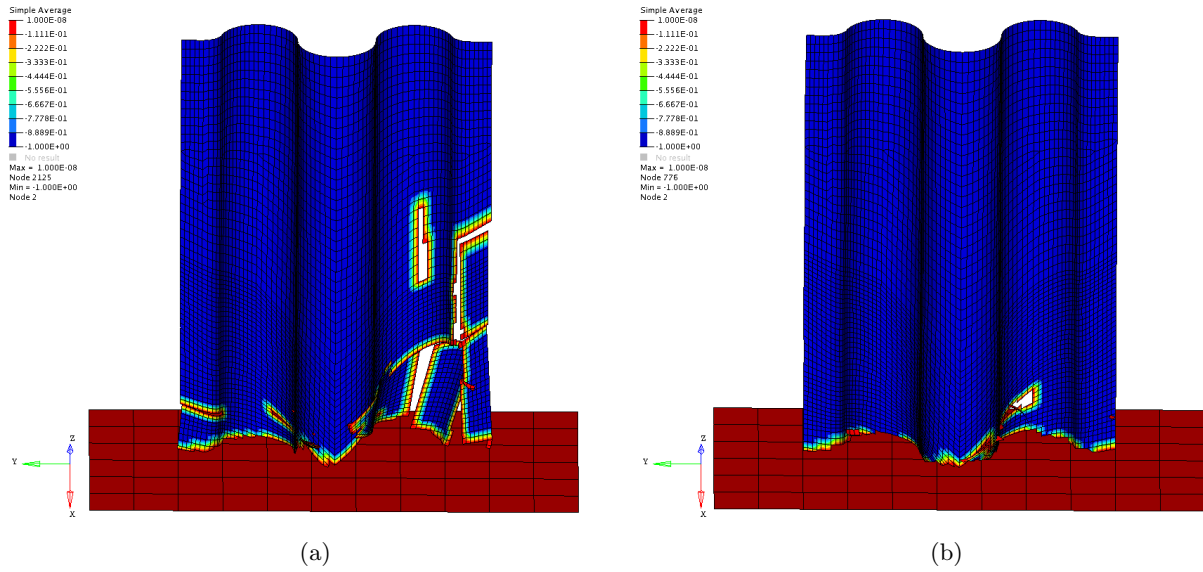 Simple Average
1.000E-08
-1.111E-01
-2.222E-01
-3.333E-01
-4.444E-01
-5.556E-01
-6.667E-01
-7.778E-01
-8.889E-01
-1.000E+00
No result
Max = 1.000E-08
Node 2125
Min = -1.000E+00
Node 2
Z
Y
X
(a)
Simple Average
1.000E-08
-1.111E-01
-2.222E-01
-3.333E-01
-4.444E-01
-5.556E-01
-6.667E-01
-7.778E-01
-8.889E-01
-1.000E+00
No result
Max = 1.000E-08
Node 776
Min = -1.000E+00
Node 2
Z
Y
X
(b)